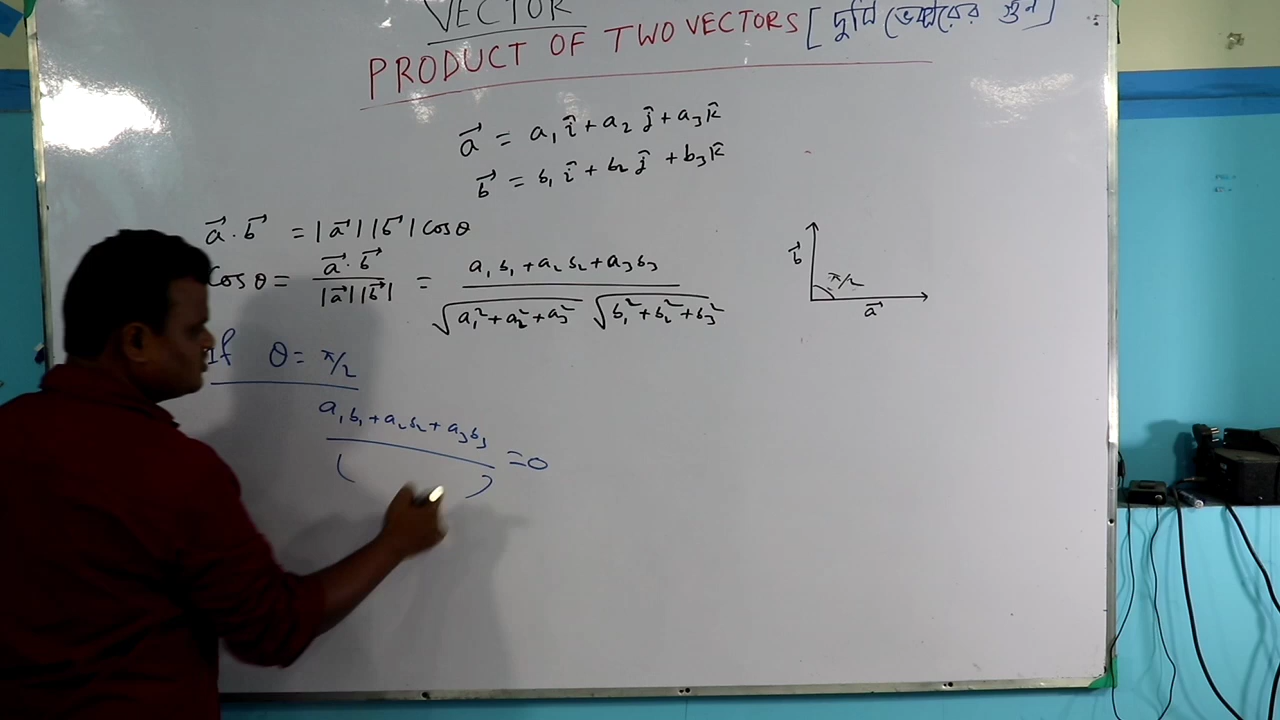 VECTOR
PRODUCT OF TWO VECTORS [দুটি ভেক্টরের গুন]
a⃗ = a₁î + a₂ĵ + a₃k̂
b⃗ = b₁î + b₂ĵ + b₃k̂
a⃗ · b⃗ = |a⃗| |b⃗| cosθ
Cosθ = a⃗ · b⃗ / |a⃗| |b⃗| = a₁b₁ + a₂b₂ + a₃b₃ / √(a₁² + a₂² + a₃²) √(b₁² + b₂² + b₃²)
If θ = π/2
a₁b₁ + a₂b₂ + a₃b₃ / ( ) = 0
b⃗
π/2
a⃗